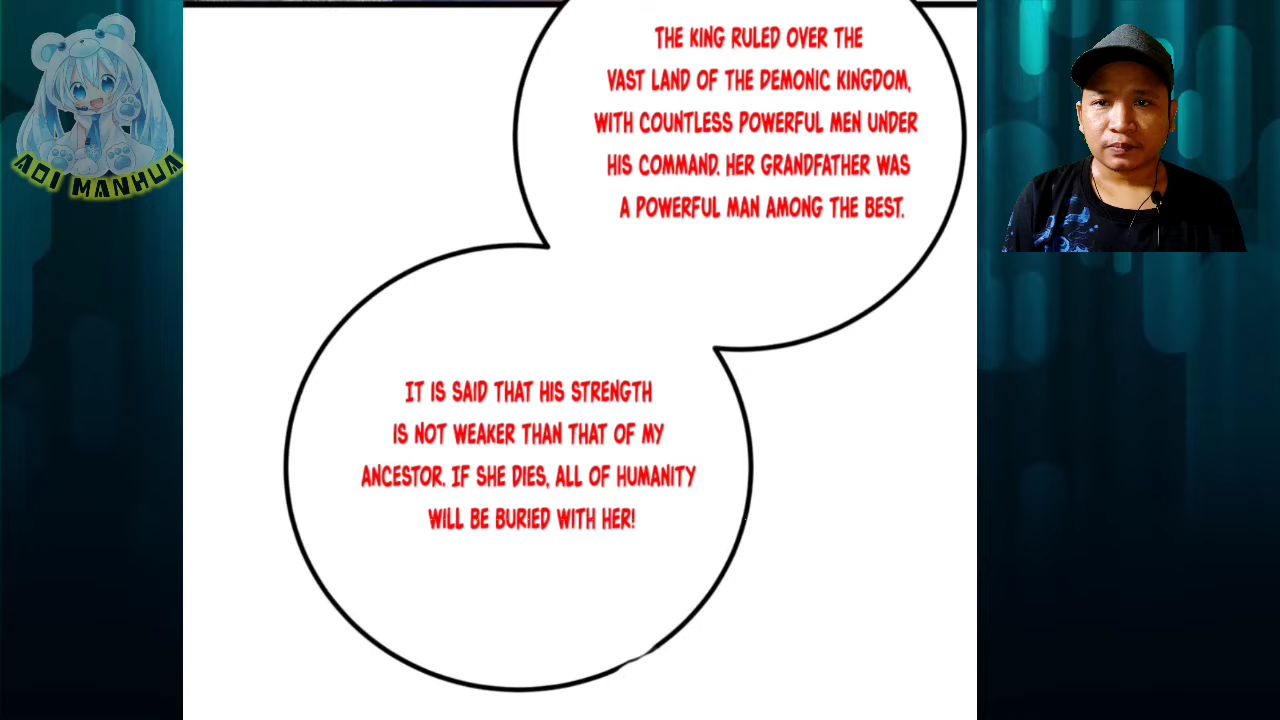 AOI MANHUA
THE KING RULED OVER THE
VAST LAND OF THE DEMONIC KINGDOM,
WITH COUNTLESS POWERFUL MEN UNDER
HIS COMMAND. HER GRANDFATHER WAS
A POWERFUL MAN AMONG THE BEST.
IT IS SAID THAT HIS STRENGTH
IS NOT WEAKER THAN THAT OF MY
ANCESTOR. IF SHE DIES, ALL OF HUMANITY
WILL BE BURIED WITH HER!